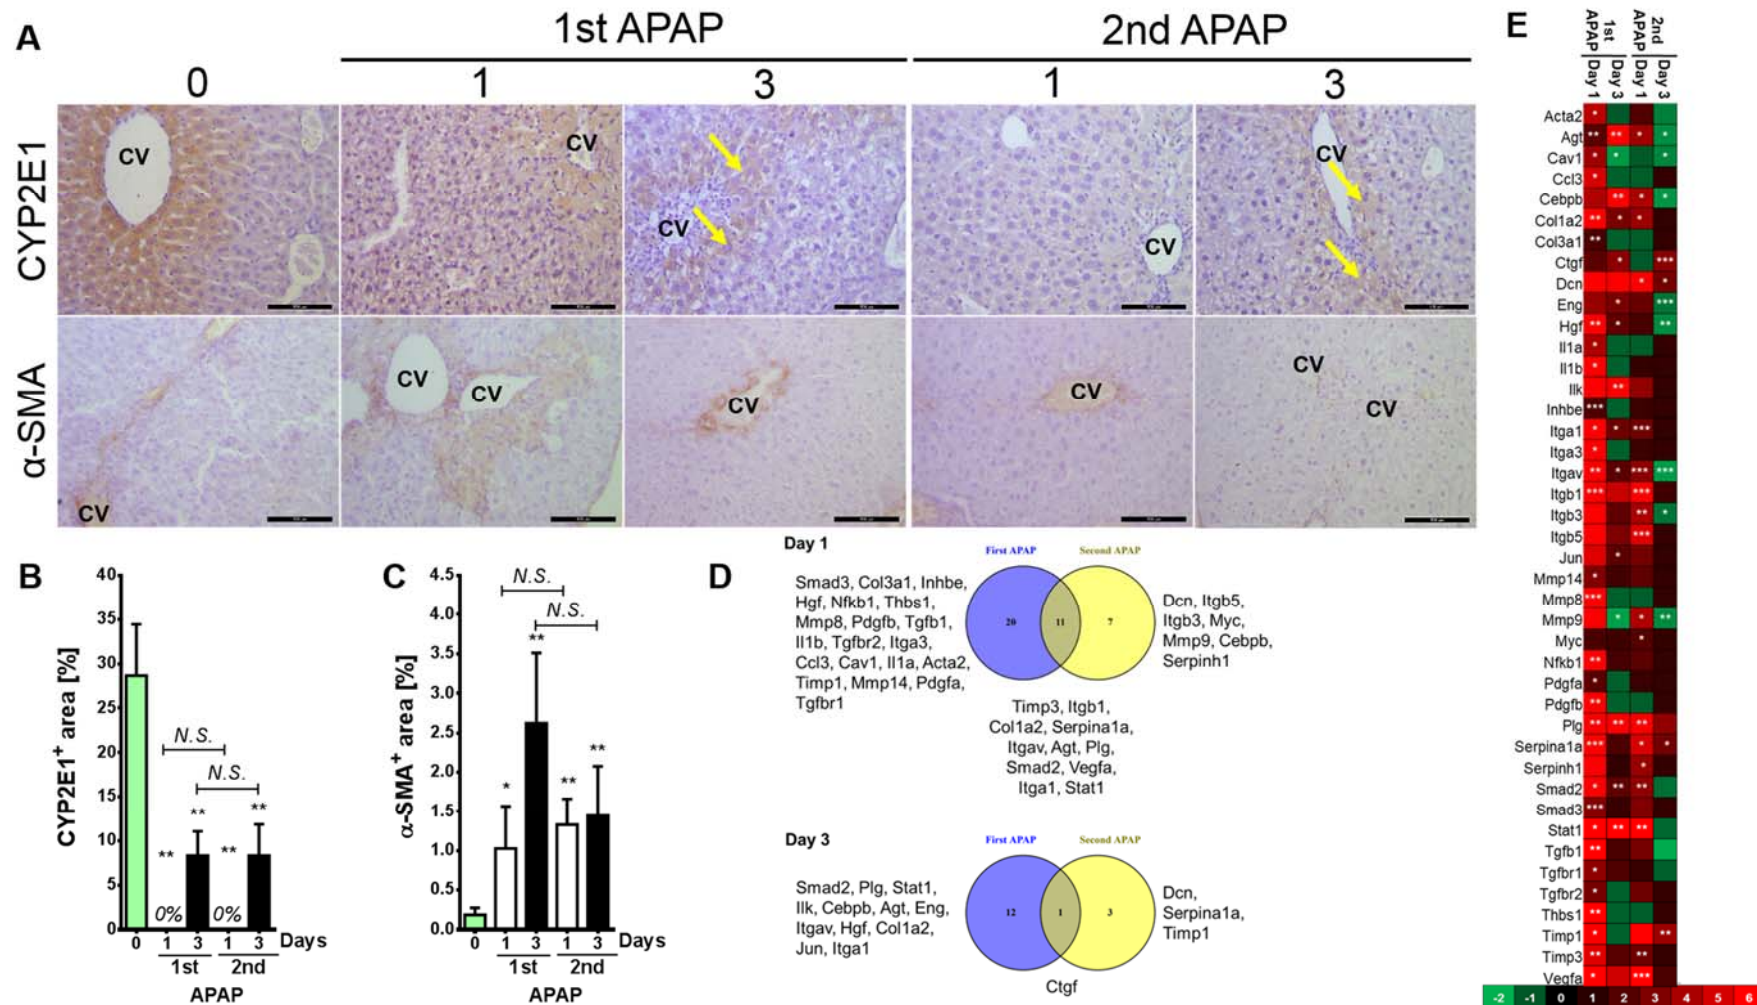 A
1st APAP
2nd APAP
0
1
3
1
3
CYP2E1
CV
CV
CV
CV
CV
α-SMA
CV
CV
CV
CV
CV
CV
CV
B
CYP2E1+ area [%]
40
35
30
25
20
15
10
5
0
N.S.
N.S.
**
**
**
**
0%
0%
0 1 3 1 3 Days
1st 2nd
APAP
C
α-SMA+ area [%]
4.5
4.0
3.5
3.0
2.5
2.0
1.5
1.0
0.5
0.0
N.S.
N.S.
*
**
**
**
0 1 3 1 3 Days
1st 2nd
APAP
D
Day 1
First APAP Second APAP
Smad3, Col3a1, Inhbe,
Hgf, Nfkb1, Thbs1,
Mmp8, Pdgfb, Tgfb1,
Il1b, Tgfbr2, Itga3,
Ccl3, Cav1, Il1a, Acta2,
Timp1, Mmp14, Pdgfa,
Tgfbr1
20 11 7
Dcn, Itgb5,
Itgb3, Myc,
Mmp9, Cebpb,
Serpinh1
Timp3, Itgb1,
Col1a2, Serpina1a,
Itgav, Agt, Plg,
Smad2, Vegfa,
Itga1, Stat1
Day 3
First APAP Second APAP
Smad2, Plg, Stat1,
Ilk, Cebpb, Agt, Eng,
Itgav, Hgf, Col1a2,
Jun, Itga1
12 1 3
Dcn,
Serpina1a,
Timp1
Ctgf
E
1st APAP
2nd APAP
Day 1
Day 3
Day 1
Day 3
Acta2 *
Agt ** ** * *
Cav1 * * *
Ccl3 *
Cebpb ** * *
Col1a2 ** * *
Col3a1 **
Ctgf * ***
Dcn * *
Eng * ***
Hgf ** * **
Il1a *
Il1b *
Ilk **
Inhbe ***
Itga1 * * ***
Itga3 *
Itgav ** * *** ***
Itgb1 *** ***
Itgb3 ** *
Itgb5 ***
Jun *
Mmp14 *
Mmp8 ***
Mmp9 * * **
Myc *
Nfkb1 **
Pdgfa *
Pdgfb **
Plg ** ** **
Serpina1a *** * *
Serpinh1 *
Smad2 * ** **
Smad3 ***
Stat1 * ** **
Tgfb1 **
Tgfbr1 *
Tgfbr2 *
Thbs1 **
Timp1 * **
Timp3 ** **
Vegfa * ***
-2 -1 0 1 2 3 4 5 6